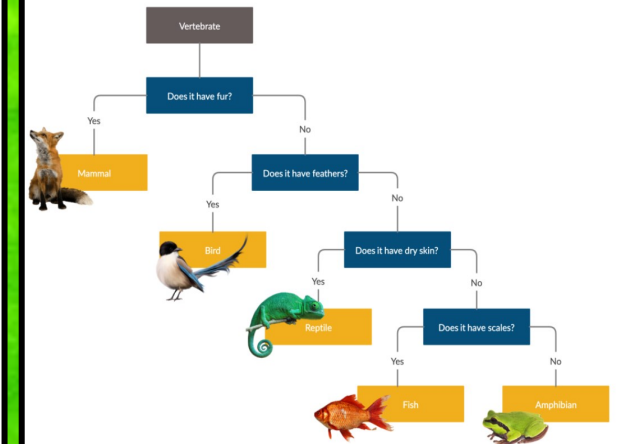 Vertebrate
Does it have fur?
Yes
No
Mammal
Does it have feathers?
Yes
No
Bird
Does it have dry skin?
Yes
No
Reptile
Does it have scales?
Yes
No
Fish
Amphibian